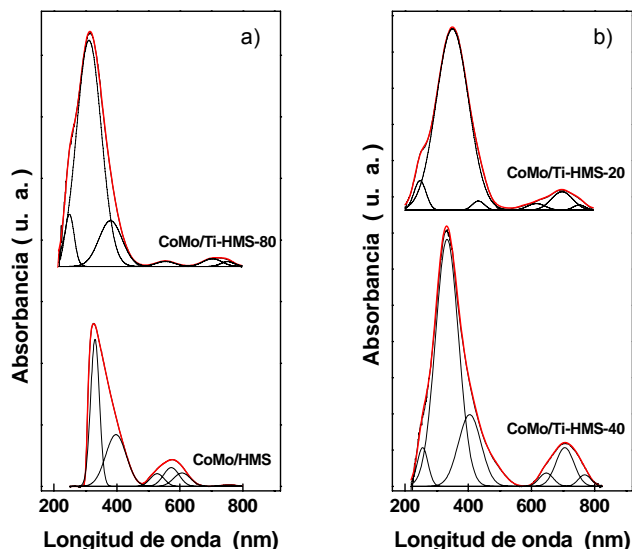 a)
Absorbancia ( u. a.)
CoMo/Ti-HMS-80
CoMo/HMS
200 400 600 800
Longitud de onda (nm)
b)
Absorbancia ( u. a.)
CoMo/Ti-HMS-20
CoMo/Ti-HMS-40
200 400 600 800
Longitud de onda (nm)